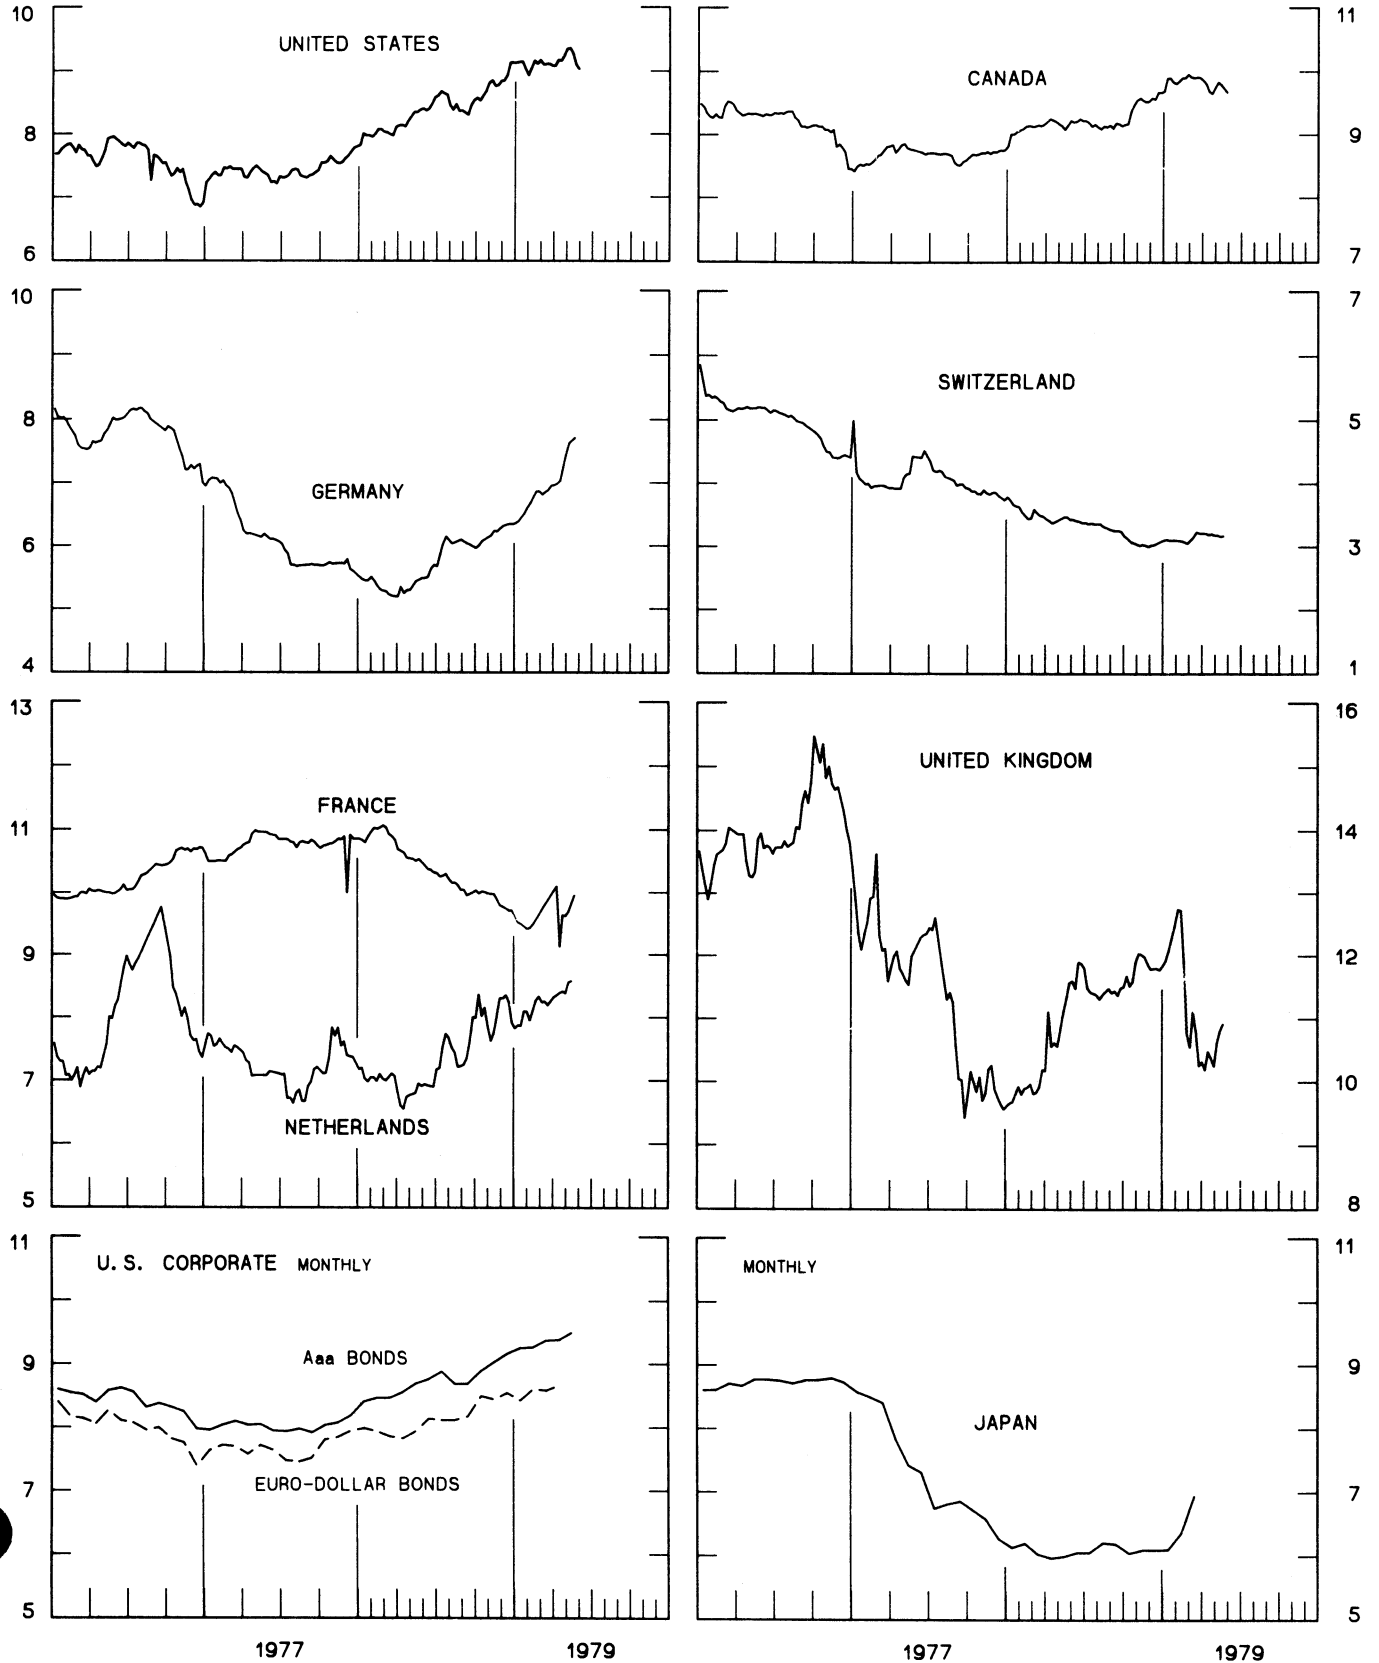 10
UNITED STATES
8
6
11
CANADA
9
7
10
8
GERMANY
6
4
7
SWITZERLAND
5
3
1
13
FRANCE
11
9
7
NETHERLANDS
5
16
UNITED KINGDOM
14
12
10
8
11
U.S. CORPORATE MONTHLY
9
Aaa BONDS
7
EURO-DOLLAR BONDS
5
1977 1979
11
MONTHLY
9
JAPAN
7
5
1977 1979